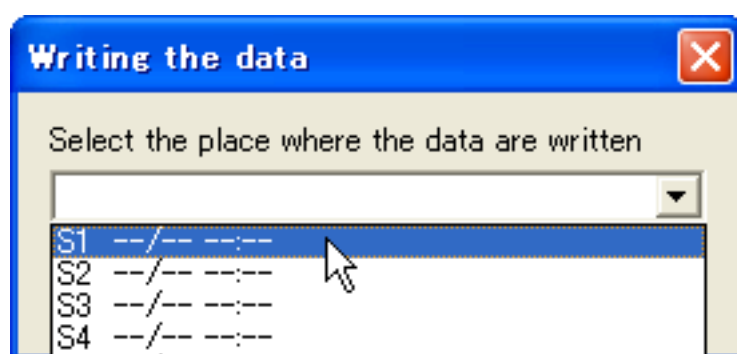 Writing the data
Select the place where the data are written
S1 --/-- --:--
S2 --/-- --:--
S3 --/-- --:--
S4 --/-- --:--